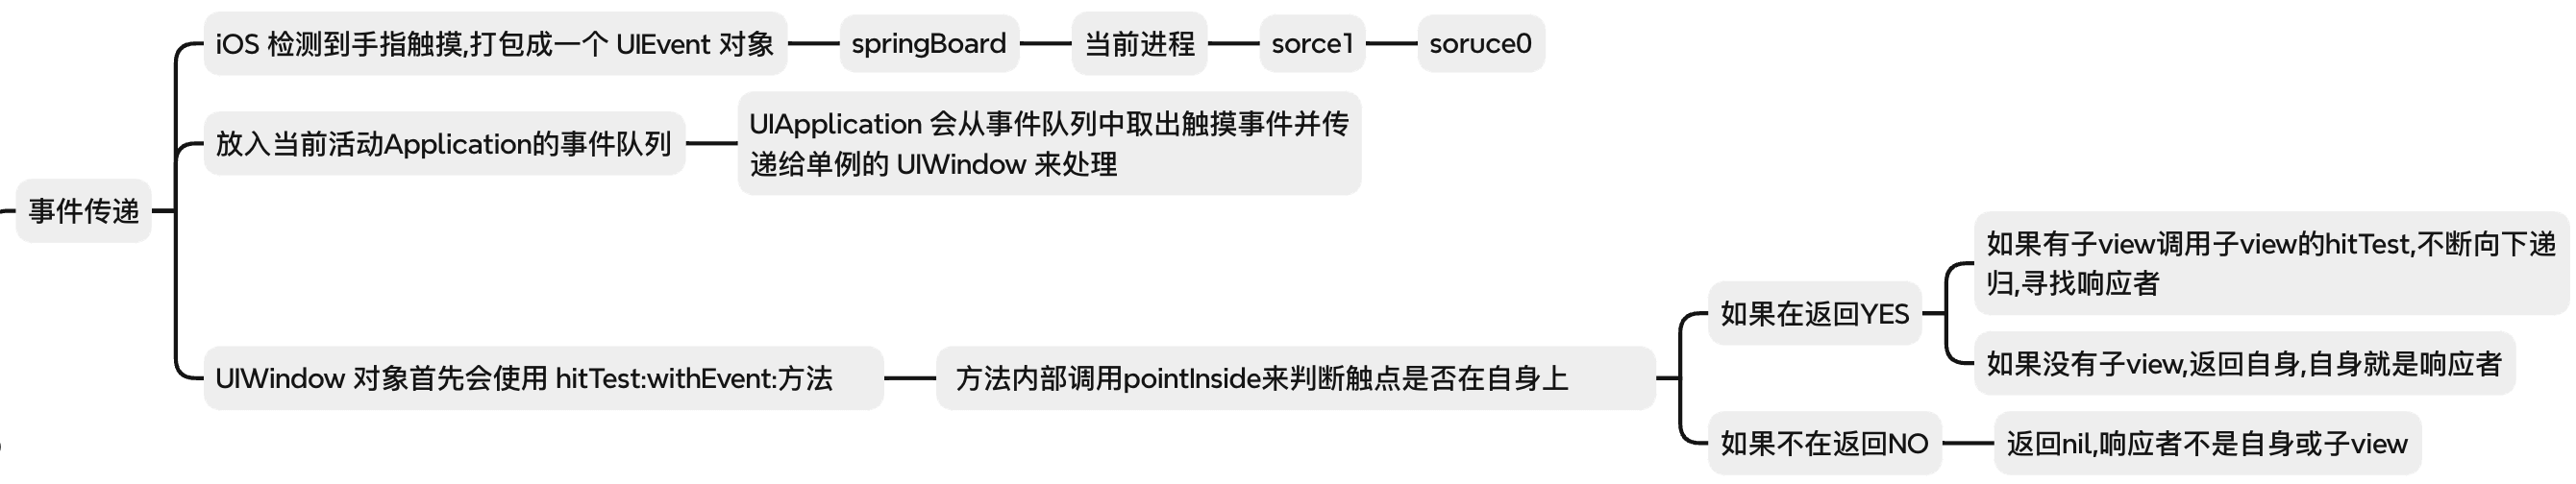 iOS 检测到手指触摸,打包成一个 UIEvent 对象
springBoard
当前进程
sorce1
soruce0
放入当前活动Application的事件队列
UIApplication 会从事件队列中取出触摸事件并传
递给单例的 UIWindow 来处理
事件传递
UIWindow 对象首先会使用 hitTest:withEvent:方法
方法内部调用pointInside来判断触点是否在自身上
如果在返回YES
如果有子view调用子view的hitTest,不断向下递
归,寻找响应者
如果没有子view,返回自身,自身就是响应者
如果不在返回NO
返回nil,响应者不是自身或子view